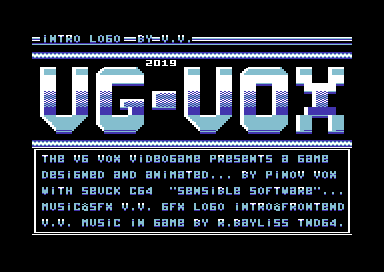 INTRO LOGO BY V.V.
2019
VG-VOX
THE VG VOX VIDEOGAME PRESENTS A GAME
DESIGNED AND ANIMATED... BY PINOV VOX
WITH SEUCK C64 "SENSIBLE SOFTWARE"...
MUSIC&SFX V.V. GFX LOGO INTRO&FRONTEND
V.V. MUSIC IN GAME BY R.BAYLISS TND64.